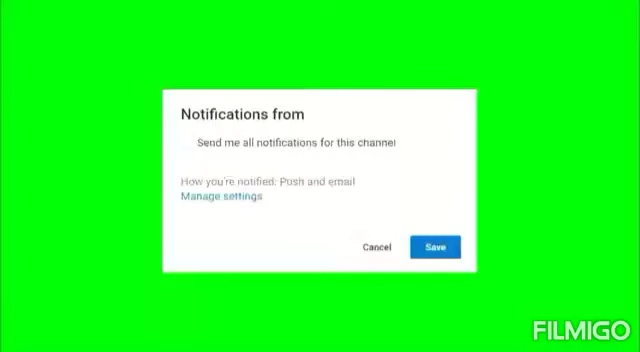 Notifications from
Send me all notifications for this channel
How you're notified: Push and email
Manage settings
Cancel
Save
FILMIGO